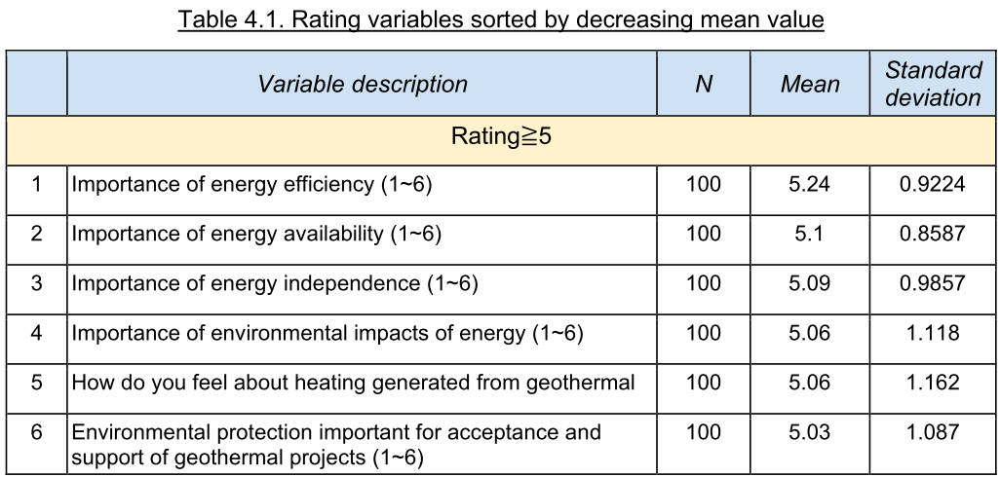 Table 4.1. Rating variables sorted by decreasing mean value
Variable description N Mean Standard deviation
Rating≧5
1 Importance of energy efficiency (1~6) 100 5.24 0.9224
2 Importance of energy availability (1~6) 100 5.1 0.8587
3 Importance of energy independence (1~6) 100 5.09 0.9857
4 Importance of environmental impacts of energy (1~6) 100 5.06 1.118
5 How do you feel about heating generated from geothermal 100 5.06 1.162
6 Environmental protection important for acceptance and 100 5.03 1.087
support of geothermal projects (1~6)